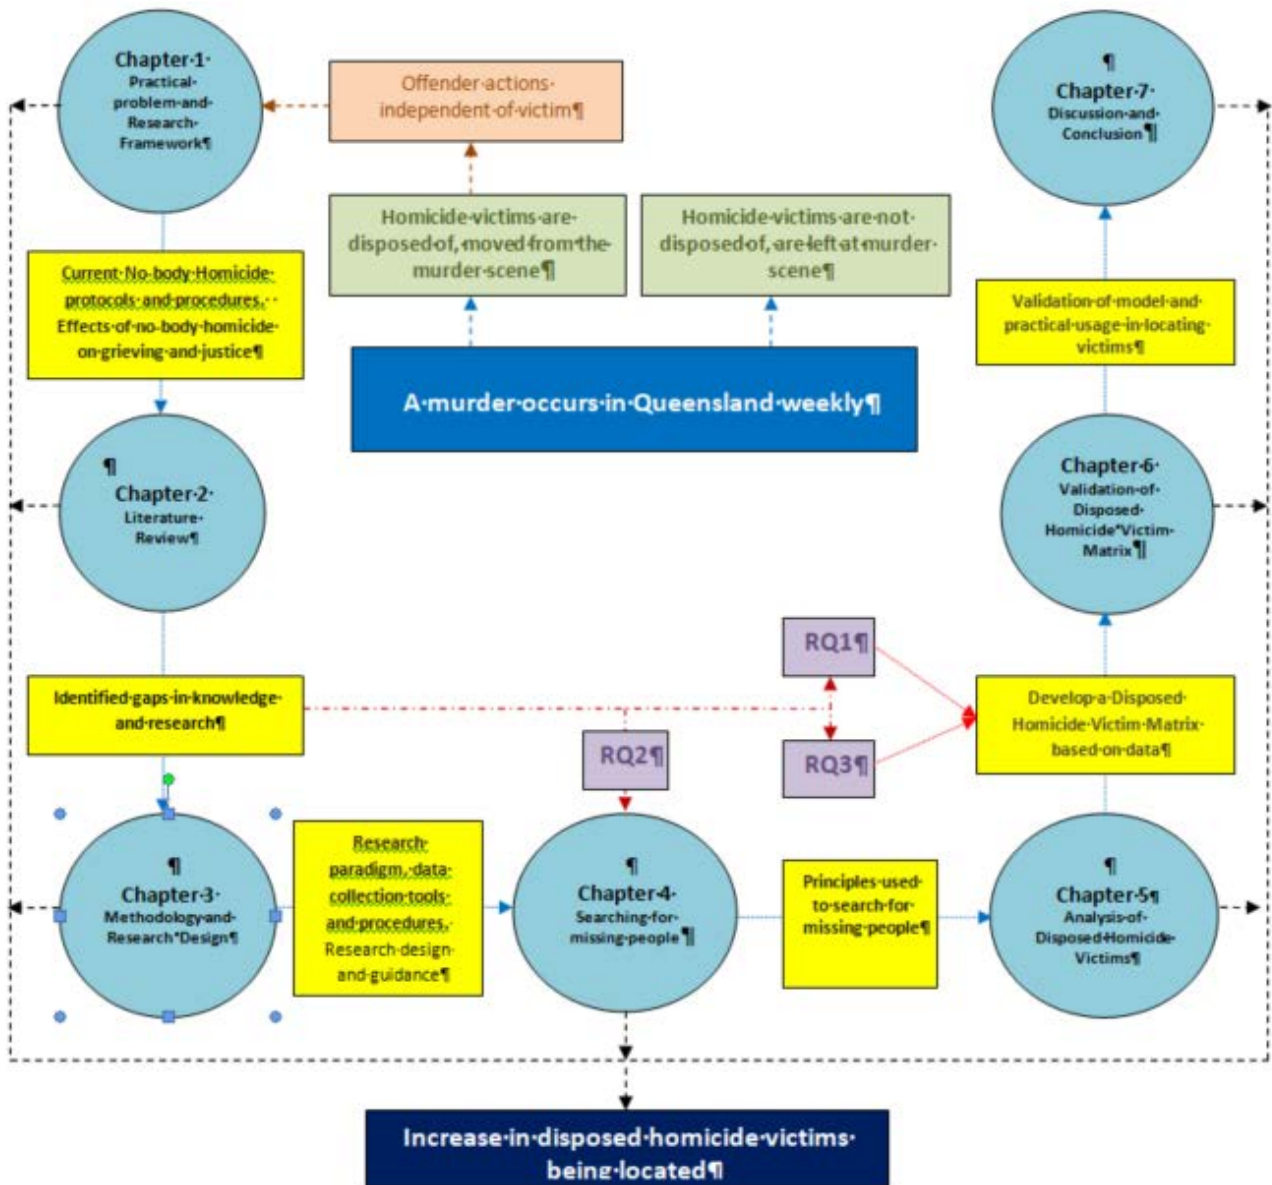 Chapter·1·
Practical·
problem·and·
Research·
Framework¶
Offender·actions·
independent·of·victim¶
¶
Chapter·7·
Discussion·and·
Conclusion¶
Homicide·victims·are·
disposed·of,·moved·from·the·
murder·scene¶
Homicide·victims·are·not·
disposed·of,·are·left·at·murder·
scene¶
Current·No-body·Homicide·
protocols·and·procedures.··
Effects·of·no-body·homicide·
on·grieving·and·justice¶
Validation·of·model·and·
practical·usage·in·locating·
victims¶
A·murder·occurs·in·Queensland·weekly¶
¶
Chapter·2·
Literature·
Review¶
Chapter·6·
Validation·of·
Disposed·
Homicide°Victim·
Matrix¶
Identified·gaps·in·knowledge·
and·research¶
RQ1¶
RQ2¶
RQ3¶
Develop·a·Disposed·
Homicide·Victim·Matrix·
based·on·data¶
¶
Chapter·3·
Methodology·and·
Research°Design¶
Research·
paradigm,·data·
collection·tools·
and·procedures.·
Research·design·
and·guidance¶
¶
Chapter·4·
Searching·for·
missing·people¶
Principles·used·
to·search·for·
missing·people¶
¶
Chapter·5¶
Analysis·of·
Disposed·Homicide·
Victims¶
Increase·in·disposed·homicide·victims·
being·located¶